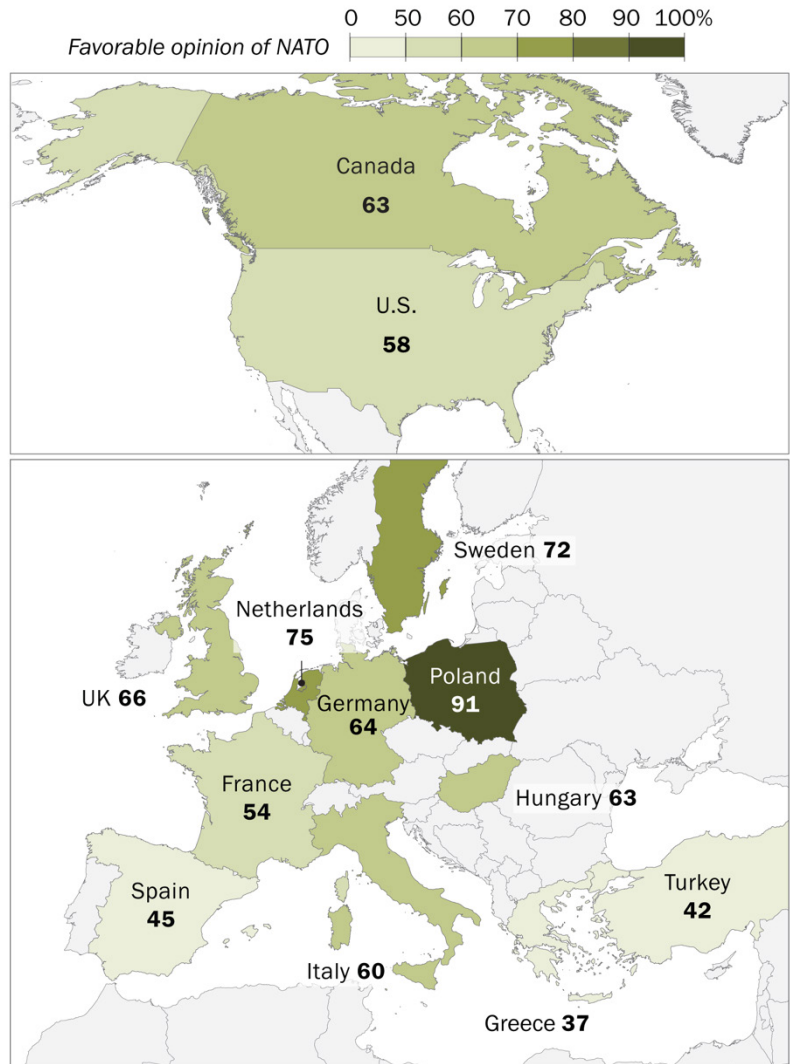 0 50 60 70 80 90 100%
Favorable opinion of NATO
Canada
63
U.S.
58
Sweden 72
Netherlands
75
Poland
91
UK 66
Germany
64
France
54
Hungary 63
Spain
45
Turkey
42
Italy 60
Greece 37